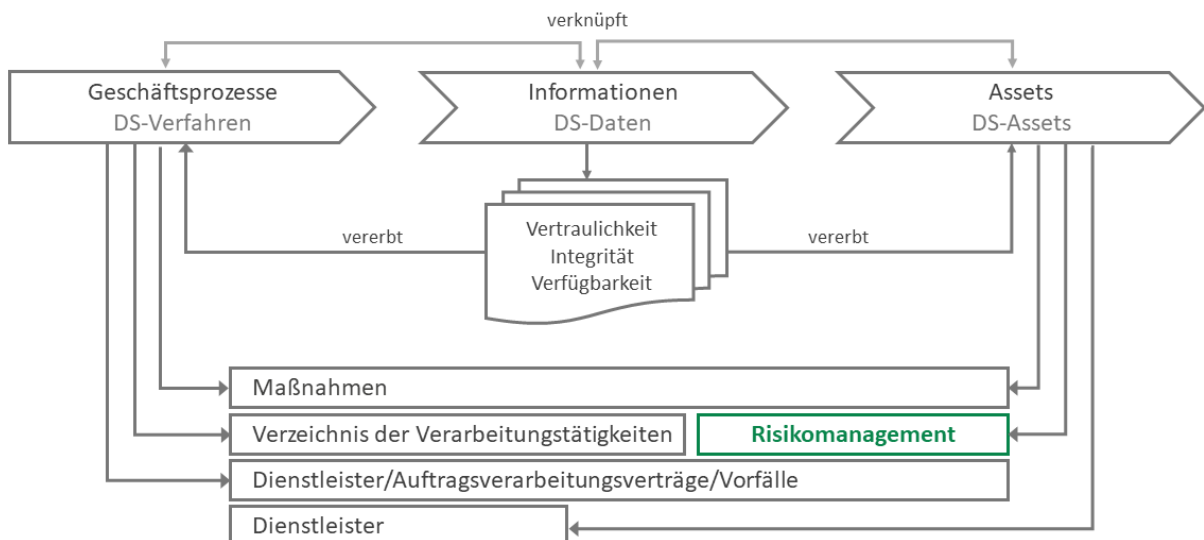 verknüpft
Geschäftsprozesse
DS-Verfahren
Informationen
DS-Daten
Assets
DS-Assets
vererbt
Vertraulichkeit
Integrität
Verfügbarkeit
vererbt
Maßnahmen
Verzeichnis der Verarbeitungstätigkeiten
Risikomanagement
Dienstleister/Auftragsverarbeitungsverträge/Vorfälle
Dienstleister